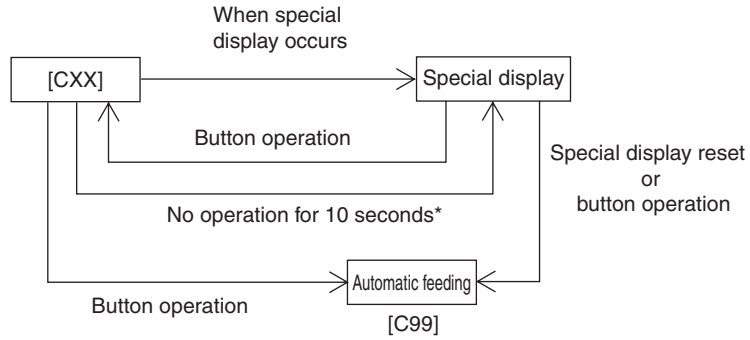 When special
display occurs
[CXX]
Special display
Button operation
Special display reset
or
button operation
No operation for 10 seconds*
Automatic feeding
Button operation
[C99]